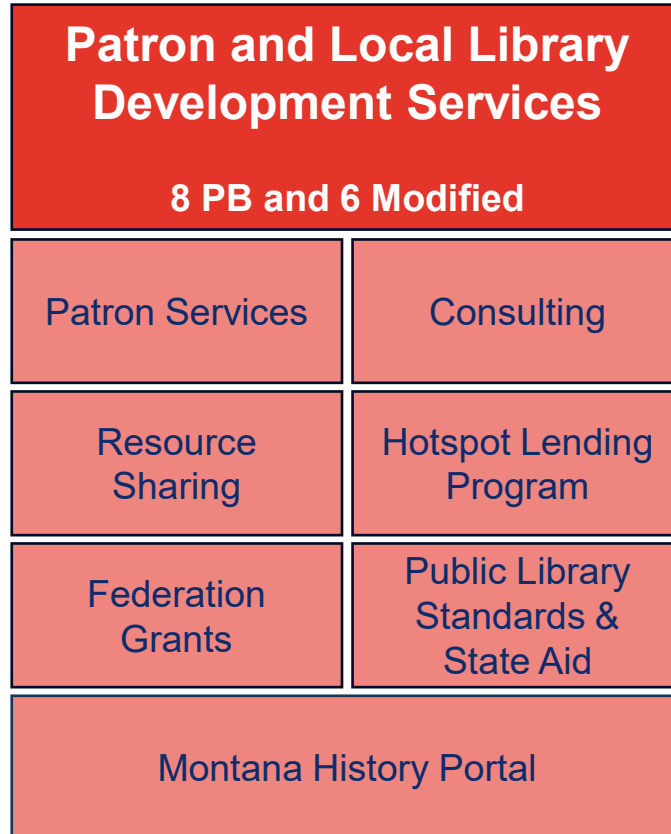 Patron and Local Library
Development Services
8 PB and 6 Modified
Patron Services
Consulting
Resource
Sharing
Hotspot Lending
Program
Federation
Grants
Public Library
Standards &
State Aid
Montana History Portal